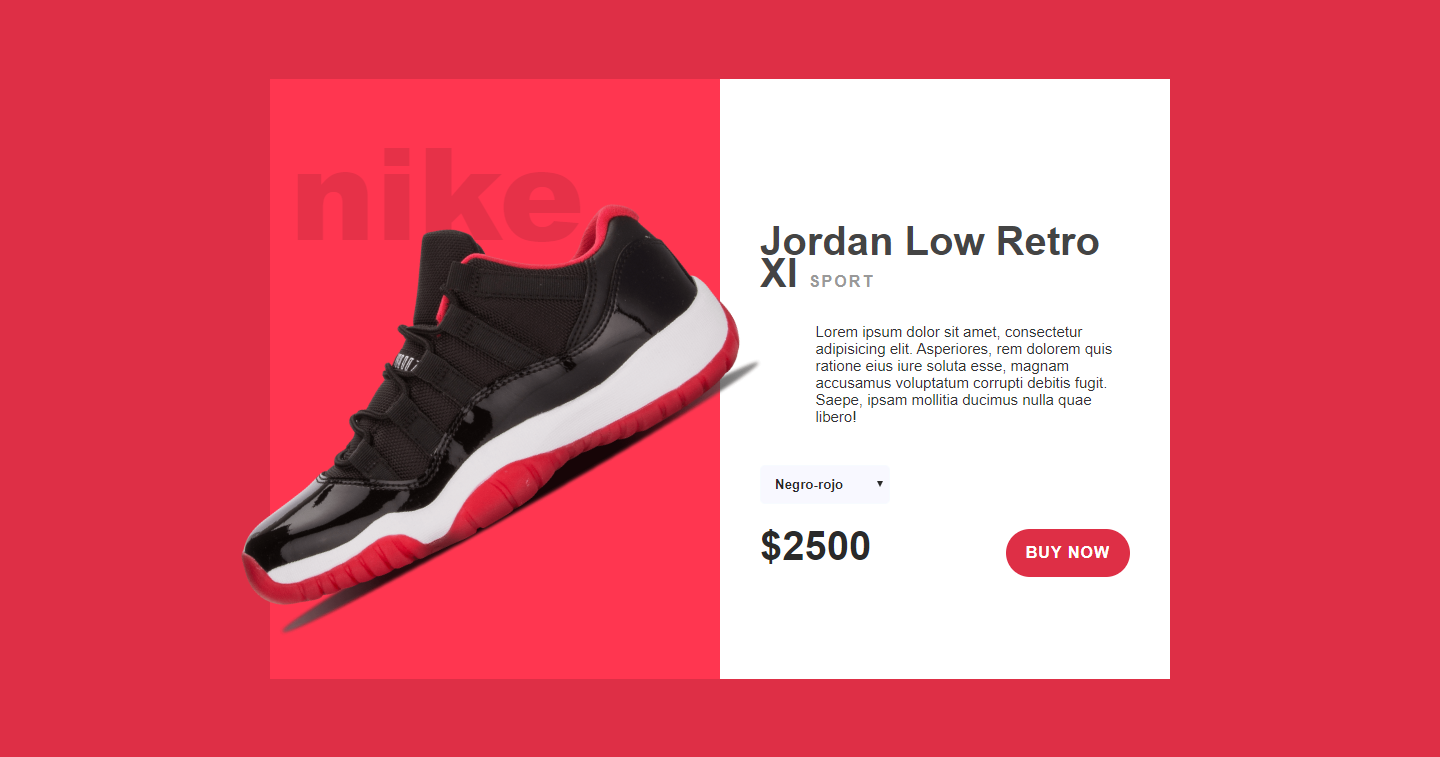 nike
Jordan Low Retro
XI SPORT
Lorem ipsum dolor sit amet, consectetur
adipisicing elit. Asperiores, rem dolorem quis
ratione eius iure soluta esse, magnam
accusamus voluptatum corrupti debitis fugit.
Saepe, ipsam mollitia ducimus nulla quae
libero!
Negro-rojo
$2500
BUY NOW